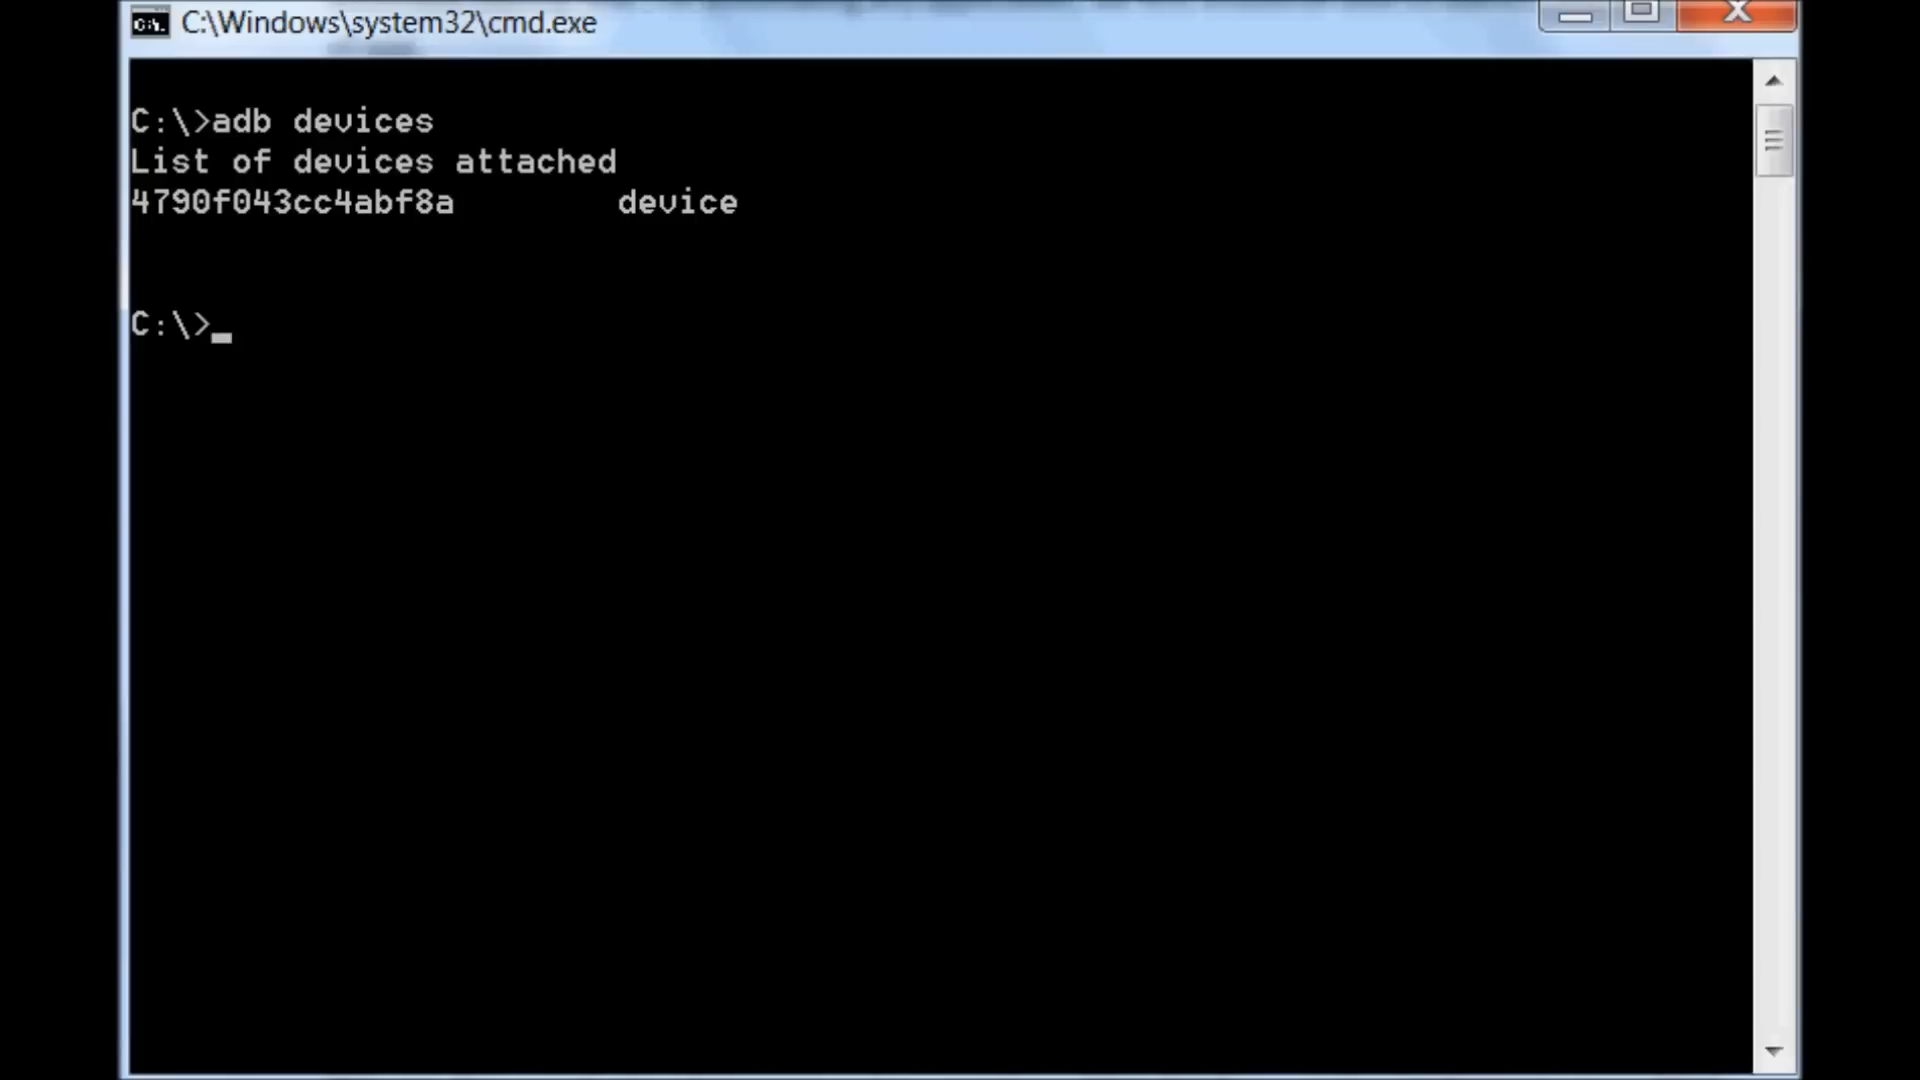 C:\Windows\system32\cmd.exe
C:\>adb devices
List of devices attached
4790f043cc4abf8a device
C:\>